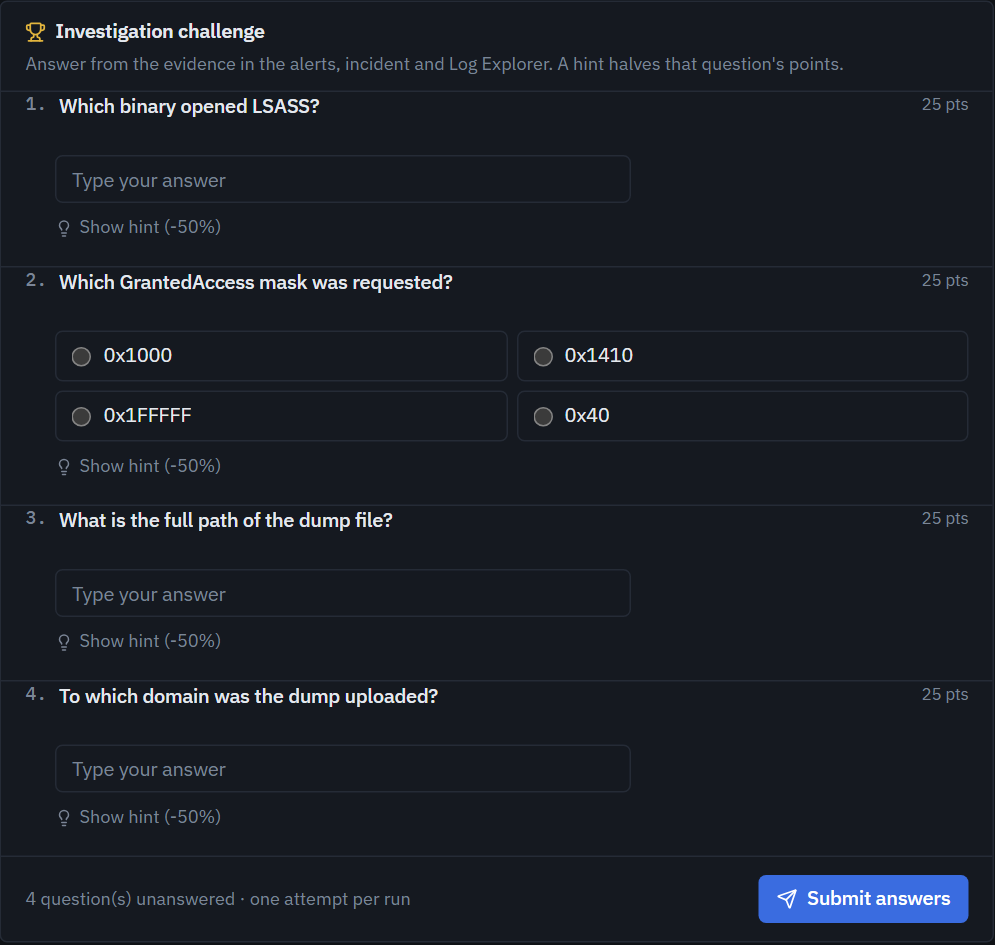 Investigation challenge
Answer from the evidence in the alerts, incident and Log Explorer. A hint halves that question's points.
1. Which binary opened LSASS? 25 pts
Type your answer
Show hint (-50%)
2. Which GrantedAccess mask was requested? 25 pts
0x1000 0x1410
0x1FFFFF 0x40
Show hint (-50%)
3. What is the full path of the dump file? 25 pts
Type your answer
Show hint (-50%)
4. To which domain was the dump uploaded? 25 pts
Type your answer
Show hint (-50%)
4 question(s) unanswered · one attempt per run Submit answers